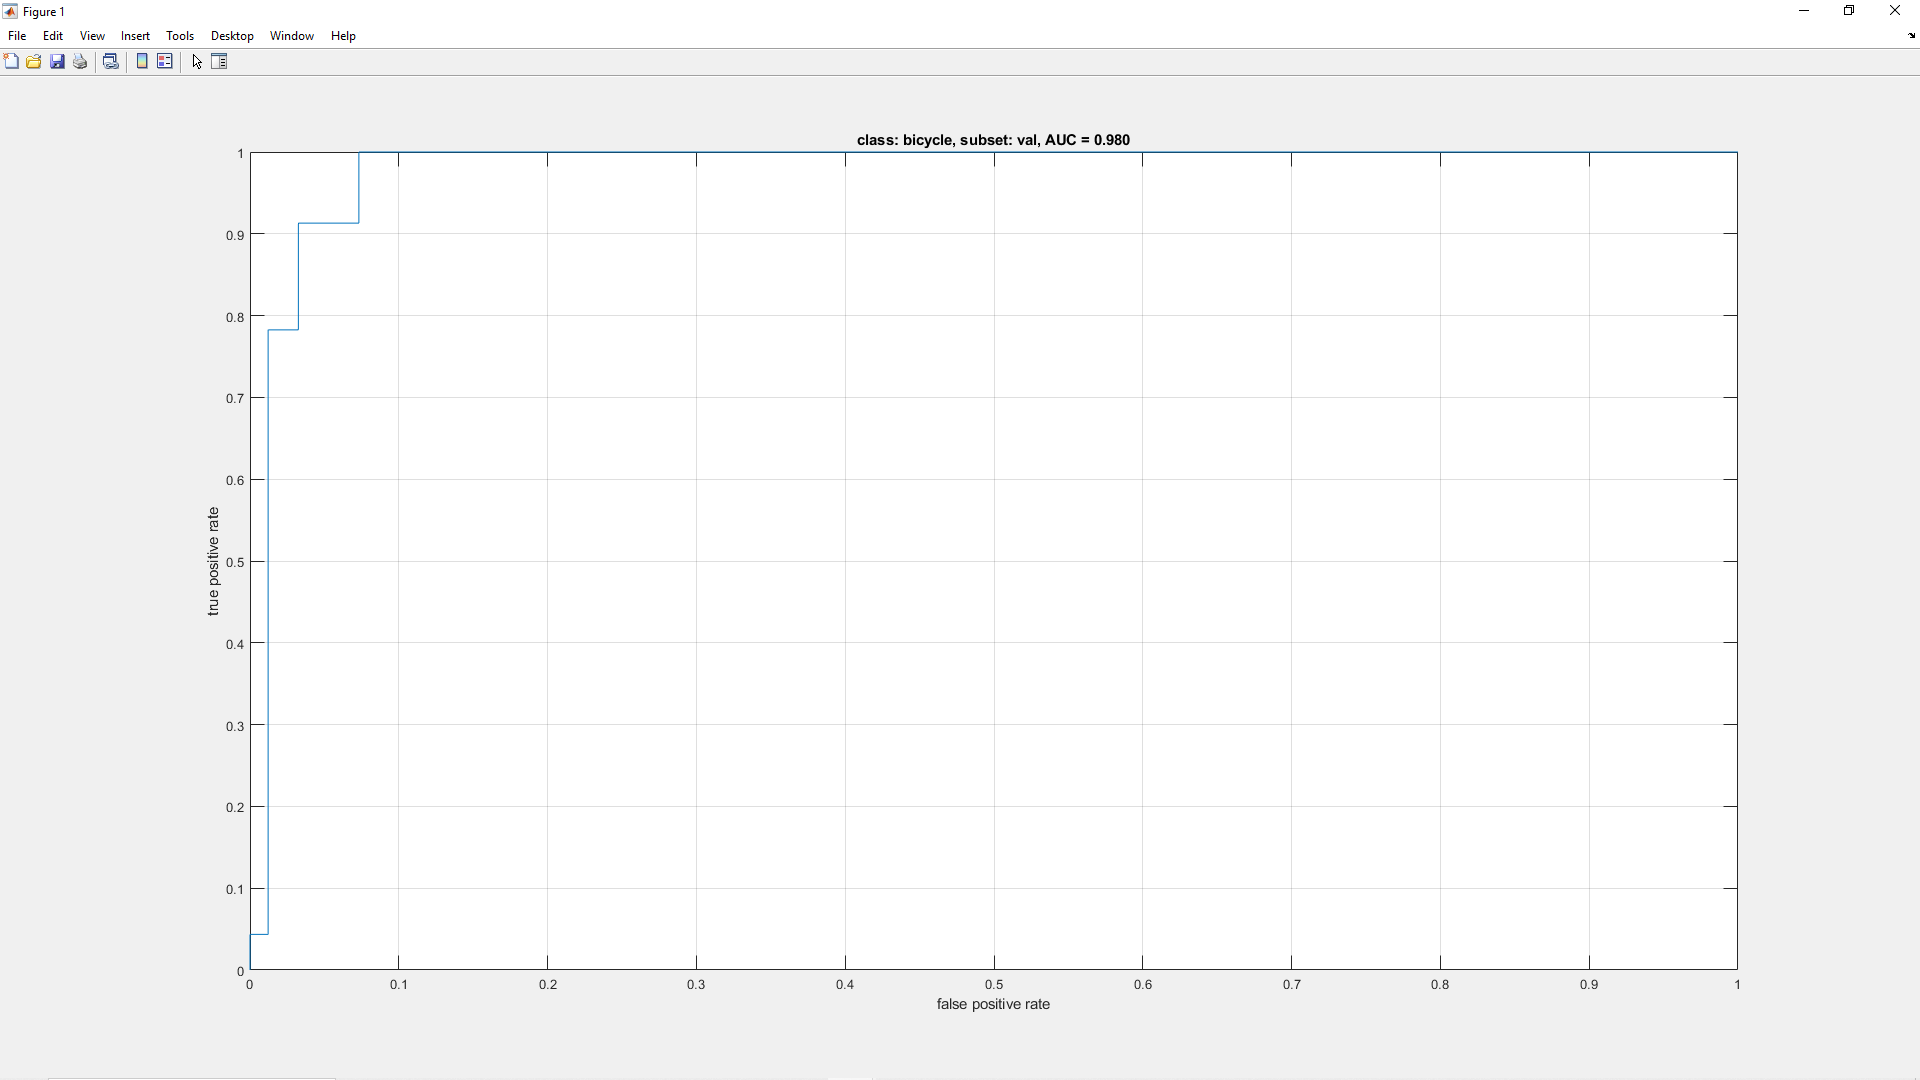 Figure 1
File Edit View Insert Tools Desktop Window Help
class: bicycle, subset: val, AUC = 0.980
1
0.9
0.8
0.7
0.6
0.5
0.4
0.3
0.2
0.1
0
true positive rate
0 0.1 0.2 0.3 0.4 0.5 0.6 0.7 0.8 0.9 1
false positive rate